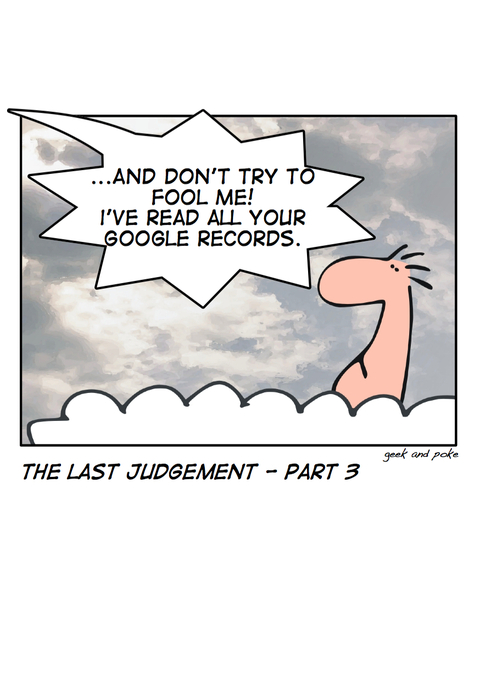 ...AND DON'T TRY TO
FOOL ME!
I'VE READ ALL YOUR
GOOGLE RECORDS.
geek and poke
THE LAST JUDGEMENT - PART 3